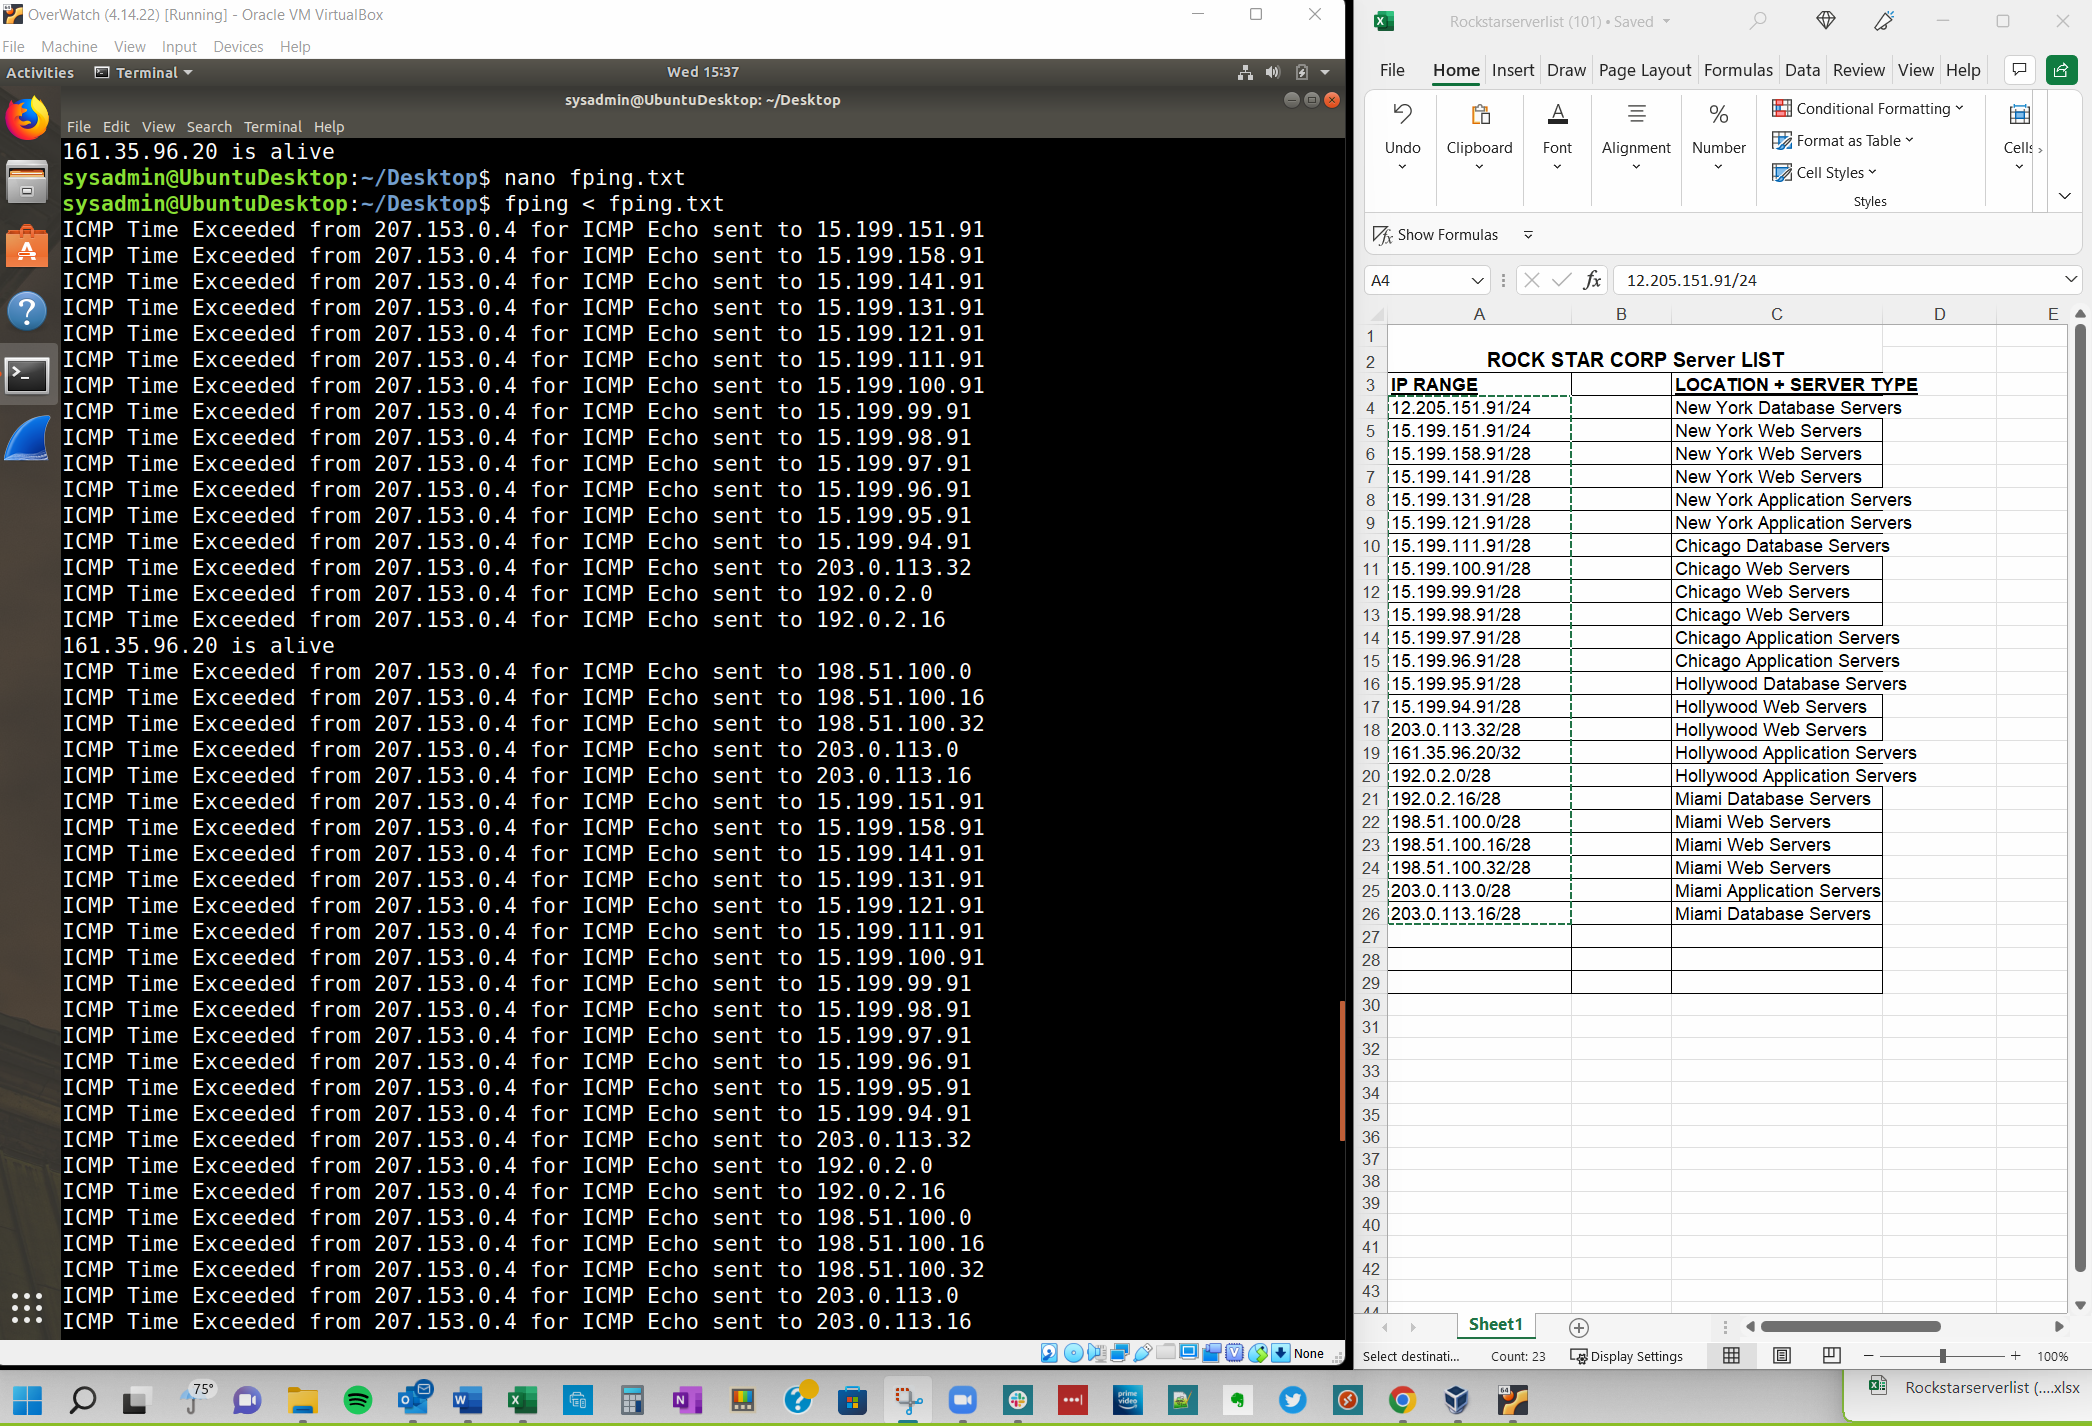 OverWatch (4.14.22) [Running] - Oracle VM VirtualBox
File Machine View Input Devices Help
Activities Terminal Wed 15:37
sysadmin@UbuntuDesktop: ~/Desktop
File Edit View Search Terminal Help
161.35.96.20 is alive
sysadmin@UbuntuDesktop:~/Desktop$ nano fping.txt
sysadmin@UbuntuDesktop:~/Desktop$ fping < fping.txt
ICMP Time Exceeded from 207.153.0.4 for ICMP Echo sent to 15.199.151.91
ICMP Time Exceeded from 207.153.0.4 for ICMP Echo sent to 15.199.158.91
ICMP Time Exceeded from 207.153.0.4 for ICMP Echo sent to 15.199.141.91
ICMP Time Exceeded from 207.153.0.4 for ICMP Echo sent to 15.199.131.91
ICMP Time Exceeded from 207.153.0.4 for ICMP Echo sent to 15.199.121.91
ICMP Time Exceeded from 207.153.0.4 for ICMP Echo sent to 15.199.111.91
ICMP Time Exceeded from 207.153.0.4 for ICMP Echo sent to 15.199.100.91
ICMP Time Exceeded from 207.153.0.4 for ICMP Echo sent to 15.199.99.91
ICMP Time Exceeded from 207.153.0.4 for ICMP Echo sent to 15.199.98.91
ICMP Time Exceeded from 207.153.0.4 for ICMP Echo sent to 15.199.97.91
ICMP Time Exceeded from 207.153.0.4 for ICMP Echo sent to 15.199.96.91
ICMP Time Exceeded from 207.153.0.4 for ICMP Echo sent to 15.199.95.91
ICMP Time Exceeded from 207.153.0.4 for ICMP Echo sent to 15.199.94.91
ICMP Time Exceeded from 207.153.0.4 for ICMP Echo sent to 203.0.113.32
ICMP Time Exceeded from 207.153.0.4 for ICMP Echo sent to 192.0.2.0
ICMP Time Exceeded from 207.153.0.4 for ICMP Echo sent to 192.0.2.16
161.35.96.20 is alive
ICMP Time Exceeded from 207.153.0.4 for ICMP Echo sent to 198.51.100.0
ICMP Time Exceeded from 207.153.0.4 for ICMP Echo sent to 198.51.100.16
ICMP Time Exceeded from 207.153.0.4 for ICMP Echo sent to 198.51.100.32
ICMP Time Exceeded from 207.153.0.4 for ICMP Echo sent to 203.0.113.0
ICMP Time Exceeded from 207.153.0.4 for ICMP Echo sent to 203.0.113.16
ICMP Time Exceeded from 207.153.0.4 for ICMP Echo sent to 15.199.151.91
ICMP Time Exceeded from 207.153.0.4 for ICMP Echo sent to 15.199.158.91
ICMP Time Exceeded from 207.153.0.4 for ICMP Echo sent to 15.199.141.91
ICMP Time Exceeded from 207.153.0.4 for ICMP Echo sent to 15.199.131.91
ICMP Time Exceeded from 207.153.0.4 for ICMP Echo sent to 15.199.121.91
ICMP Time Exceeded from 207.153.0.4 for ICMP Echo sent to 15.199.111.91
ICMP Time Exceeded from 207.153.0.4 for ICMP Echo sent to 15.199.100.91
ICMP Time Exceeded from 207.153.0.4 for ICMP Echo sent to 15.199.99.91
ICMP Time Exceeded from 207.153.0.4 for ICMP Echo sent to 15.199.98.91
ICMP Time Exceeded from 207.153.0.4 for ICMP Echo sent to 15.199.97.91
ICMP Time Exceeded from 207.153.0.4 for ICMP Echo sent to 15.199.96.91
ICMP Time Exceeded from 207.153.0.4 for ICMP Echo sent to 15.199.95.91
ICMP Time Exceeded from 207.153.0.4 for ICMP Echo sent to 15.199.94.91
ICMP Time Exceeded from 207.153.0.4 for ICMP Echo sent to 203.0.113.32
ICMP Time Exceeded from 207.153.0.4 for ICMP Echo sent to 192.0.2.0
ICMP Time Exceeded from 207.153.0.4 for ICMP Echo sent to 192.0.2.16
ICMP Time Exceeded from 207.153.0.4 for ICMP Echo sent to 198.51.100.0
ICMP Time Exceeded from 207.153.0.4 for ICMP Echo sent to 198.51.100.16
ICMP Time Exceeded from 207.153.0.4 for ICMP Echo sent to 198.51.100.32
ICMP Time Exceeded from 207.153.0.4 for ICMP Echo sent to 203.0.113.0
ICMP Time Exceeded from 207.153.0.4 for ICMP Echo sent to 203.0.113.16
None
Rockstarserverlist (101) • Saved
File Home Insert Draw Page Layout Formulas Data Review View Help
Undo Clipboard Font Alignment Number
Conditional Formatting
Format as Table
Cell Styles
Styles
Cells
Show Formulas
A4 fx 12.205.151.91/24
A B C D E
1
2 ROCK STAR CORP Server LIST
3 IP RANGE LOCATION + SERVER TYPE
4 12.205.151.91/24 New York Database Servers
5 15.199.151.91/24 New York Web Servers
6 15.199.158.91/28 New York Web Servers
7 15.199.141.91/28 New York Web Servers
8 15.199.131.91/28 New York Application Servers
9 15.199.121.91/28 New York Application Servers
10 15.199.111.91/28 Chicago Database Servers
11 15.199.100.91/28 Chicago Web Servers
12 15.199.99.91/28 Chicago Web Servers
13 15.199.98.91/28 Chicago Web Servers
14 15.199.97.91/28 Chicago Application Servers
15 15.199.96.91/28 Chicago Application Servers
16 15.199.95.91/28 Hollywood Database Servers
17 15.199.94.91/28 Hollywood Web Servers
18 203.0.113.32/28 Hollywood Web Servers
19 161.35.96.20/32 Hollywood Application Servers
20 192.0.2.0/28 Hollywood Application Servers
21 192.0.2.16/28 Miami Database Servers
22 198.51.100.0/28 Miami Web Servers
23 198.51.100.16/28 Miami Web Servers
24 198.51.100.32/28 Miami Web Servers
25 203.0.113.0/28 Miami Application Servers
26 203.0.113.16/28 Miami Database Servers
27
28
29
30
31
32
33
34
35
36
37
38
39
40
41
42
43
44
Sheet1
Select destinati... Count: 23 Display Settings 100%
75°
prime video
Rockstarserverlist (....xlsx